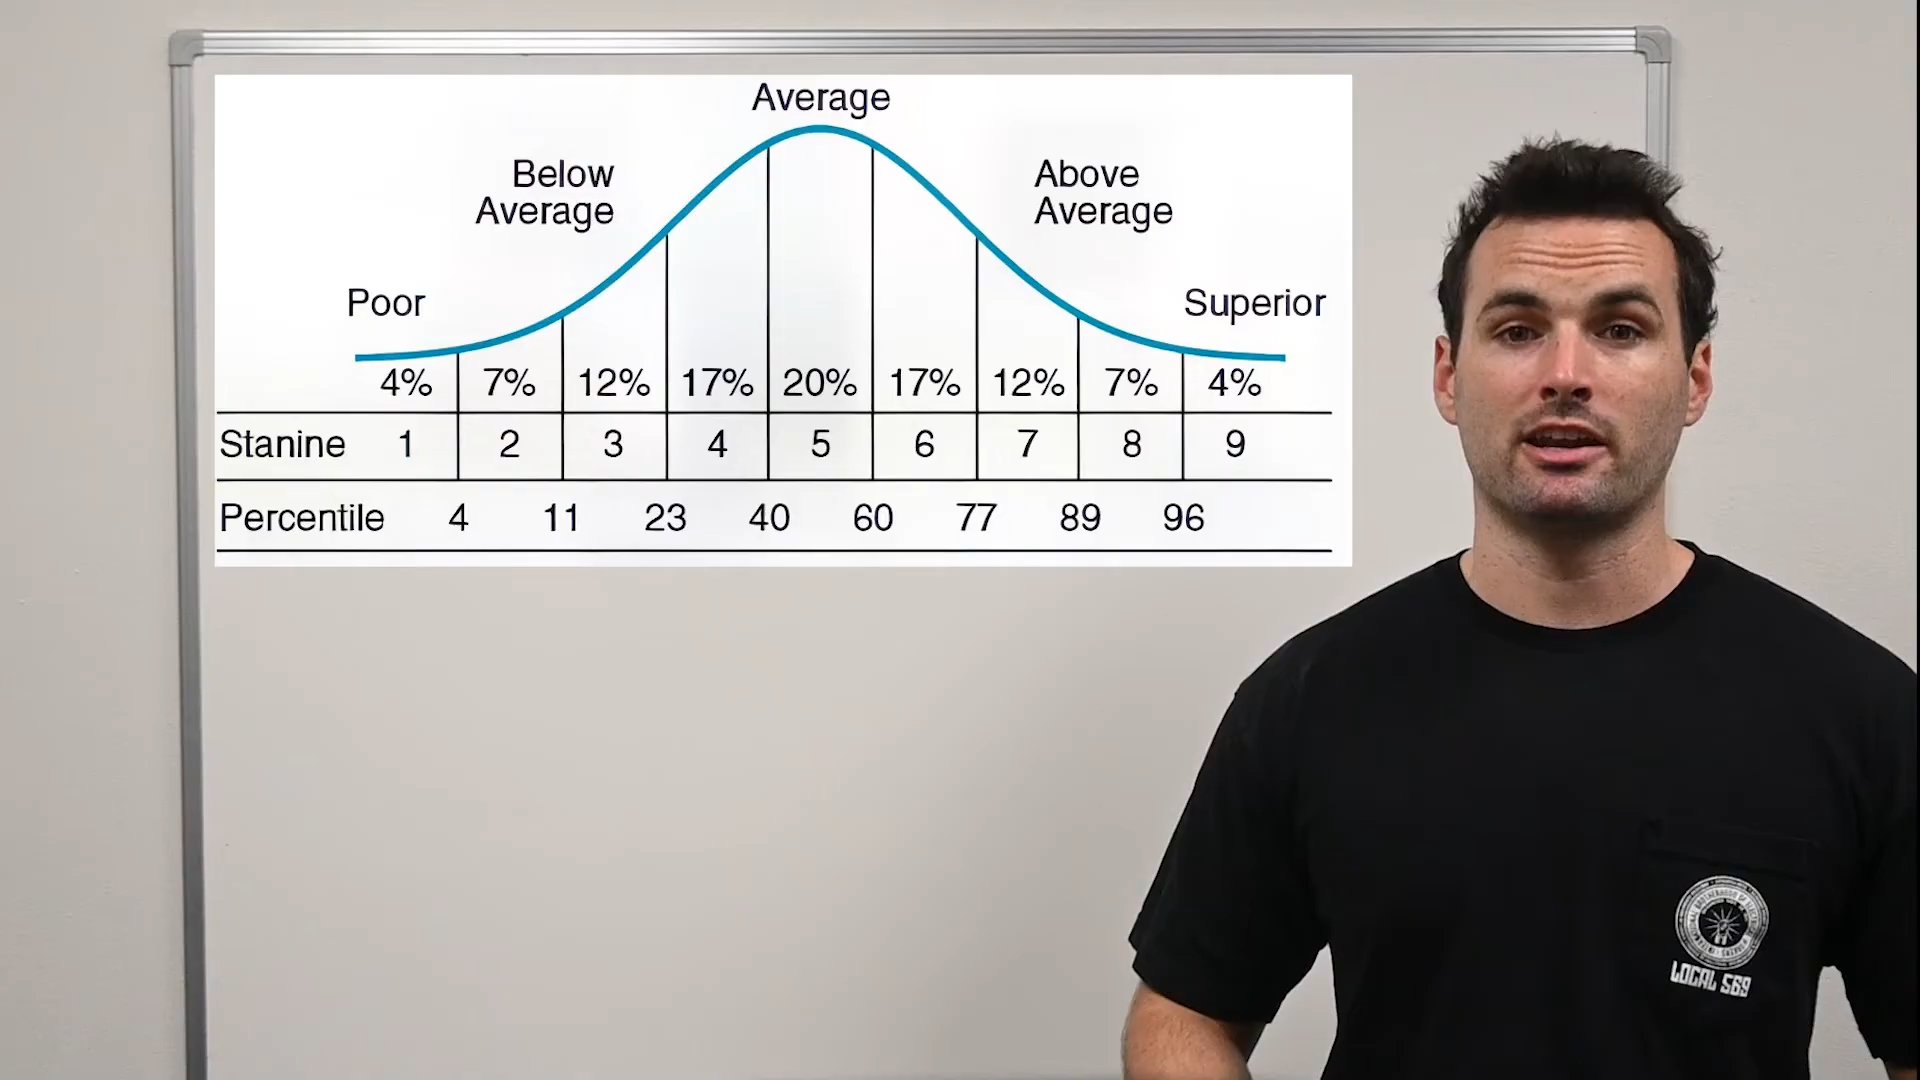 Average
Below
Average
Above
Average
Poor
Superior
4% 7% 12% 17% 20% 17% 12% 7% 4%
Stanine 1 2 3 4 5 6 7 8 9
Percentile 4 11 23 40 60 77 89 96
LOCAL 569